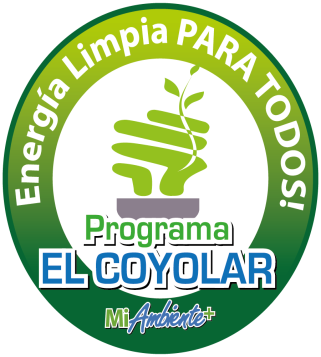 Energía Limpia PARA TODOS!
Programa
EL COYOLAR
Mi Ambiente+